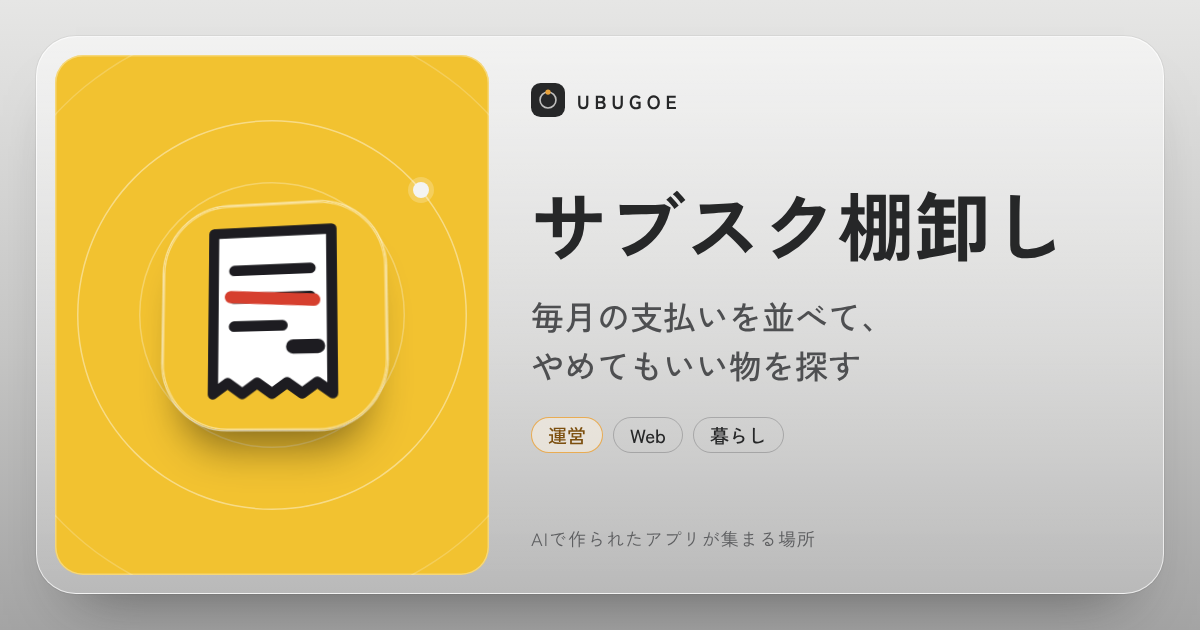 UBUGOE
サブスク棚卸し
毎月の支払いを並べて、
やめてもいい物を探す
運営 Web 暮らし
AIで作られたアプリが集まる場所